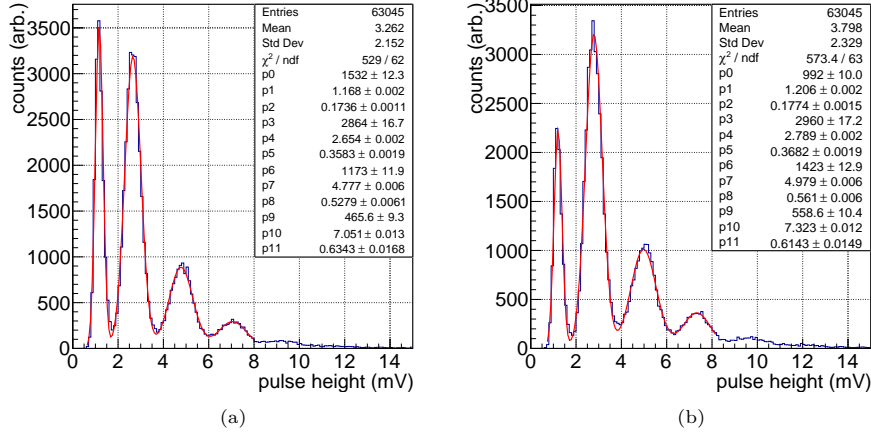 counts (arb.)
3500
3000
2500
2000
1500
1000
500
0
0 2 4 6 8 10 12 14
pulse height (mV)
Entries 63045
Mean 3.262
Std Dev 2.152
χ² / ndf 529 / 62
p0 1532 ± 12.3
p1 1.168 ± 0.002
p2 0.1736 ± 0.0011
p3 2864 ± 16.7
p4 2.654 ± 0.002
p5 0.3583 ± 0.0019
p6 1173 ± 11.9
p7 4.777 ± 0.006
p8 0.5279 ± 0.0061
p9 465.6 ± 9.3
p10 7.051 ± 0.013
p11 0.6343 ± 0.0168
(a)
counts (arb.)
3500
3000
2500
2000
1500
1000
500
0
0 2 4 6 8 10 12 14
pulse height (mV)
Entries 63045
Mean 3.798
Std Dev 2.329
χ² / ndf 573.4 / 63
p0 992 ± 10.0
p1 1.206 ± 0.002
p2 0.1774 ± 0.0015
p3 2960 ± 17.2
p4 2.789 ± 0.002
p5 0.3682 ± 0.0019
p6 1423 ± 12.9
p7 4.979 ± 0.006
p8 0.561 ± 0.006
p9 558.6 ± 10.4
p10 7.323 ± 0.012
p11 0.6143 ± 0.0149
(b)